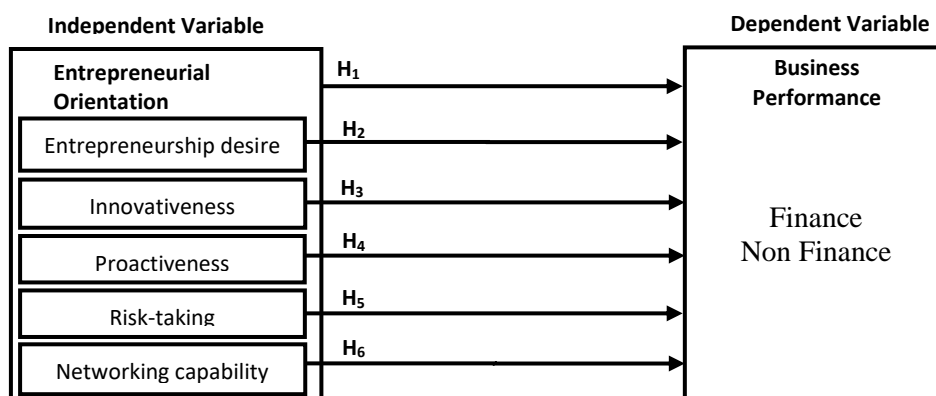 Independent Variable
Dependent Variable
Entrepreneurial
Orientation
Entrepreneurship desire
Innovativeness
Proactiveness
Risk-taking
Networking capability
H₁
H₂
H₃
H₄
H₅
H₆
Business
Performance
Finance
Non Finance